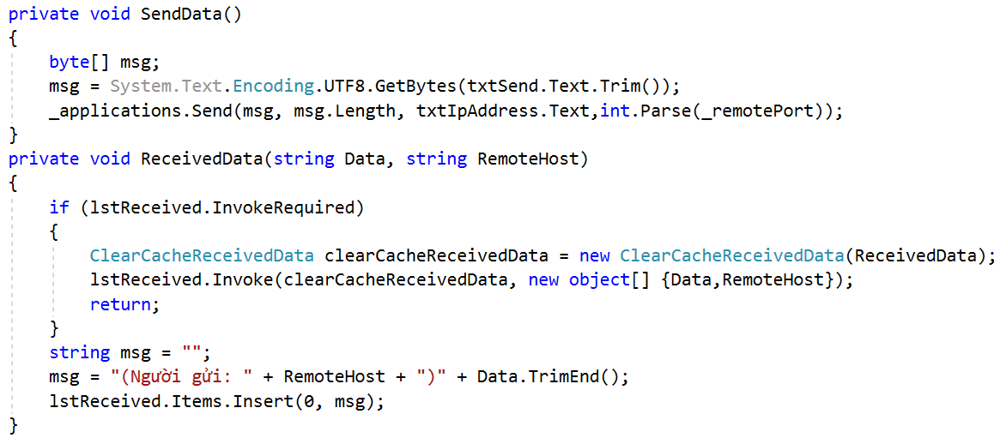 private void SendData()
{
    byte[] msg;
    msg = System.Text.Encoding.UTF8.GetBytes(txtSend.Text.Trim());
    _applications.Send(msg, msg.Length, txtIpAddress.Text,int.Parse(_remotePort));
}
private void ReceivedData(string Data, string RemoteHost)
{
    if (lstReceived.InvokeRequired)
    {
        ClearCacheReceivedData clearCacheReceivedData = new ClearCacheReceivedData(ReceivedData);
        lstReceived.Invoke(clearCacheReceivedData, new object[] {Data,RemoteHost});
        return;
    }
    string msg = "";
    msg = "(Người gửi: " + RemoteHost + ")" + Data.TrimEnd();
    lstReceived.Items.Insert(0, msg);
}